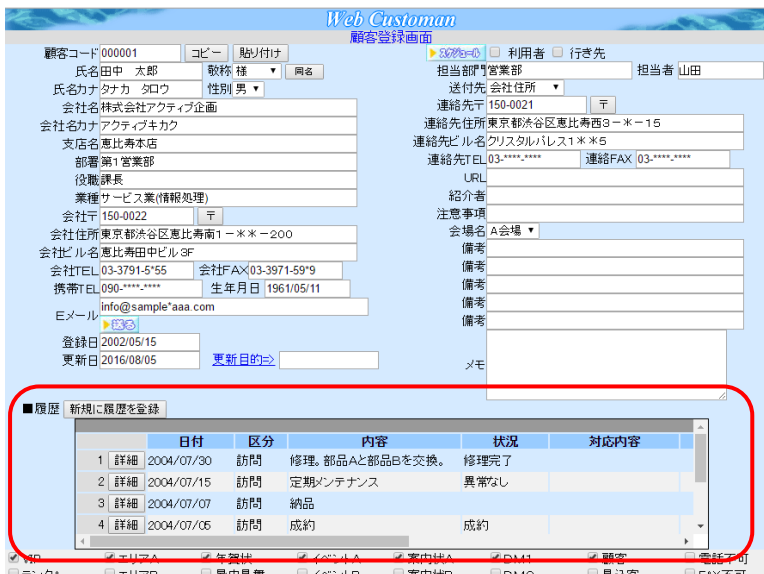 Web Customan
顧客登録画面
顧客コード 000001 コピー 貼り付け
スケジュール 利用者 行き先
氏名 田中 太郎 敬称 様 同名
担当部門 営業部 担当者 山田
氏名カナ タナカ タロウ 性別 男
送付先 会社住所
会社名 株式会社アクティブ企画
連絡先〒 150-0021 〒
会社名カナ アクティブキカク
連絡先住所 東京都渋谷区恵比寿西3-*-15
支店名 恵比寿本店
連絡先ビル名 クリスタルパレス1**5
部署 第1営業部
連絡先TEL 03-****-**** 連絡FAX 03-****-****
役職 課長
URL
業種 サービス業(情報処理)
紹介者
会社〒 150-0022 〒
注意事項
会社住所 東京都渋谷区恵比寿南1-**-200
会場名 A会場
会社ビル名 恵比寿田中ビル3F
備考
会社TEL 03-3791-5*55 会社FAX 03-3971-59*9
備考
携帯TEL 090-****-**** 生年月日 1961/05/11
備考
Eメール info@sample*aaa.com
備考
送る
備考
登録日 2002/05/15
更新日 2016/08/05 更新目的=>
メモ
■履歴 新規に履歴を登録
日付 区分 内容 状況 対応内容
1 詳細 2004/07/30 訪問 修理。部品Aと部品Bを交換。 修理完了
2 詳細 2004/07/15 訪問 定期メンテナンス 異常なし
3 詳細 2004/07/07 訪問 納品
4 詳細 2004/07/05 訪問 成約 成約
VIP エリアA 年賀状 イベントA 案内状A DM1 顧客 電話不可